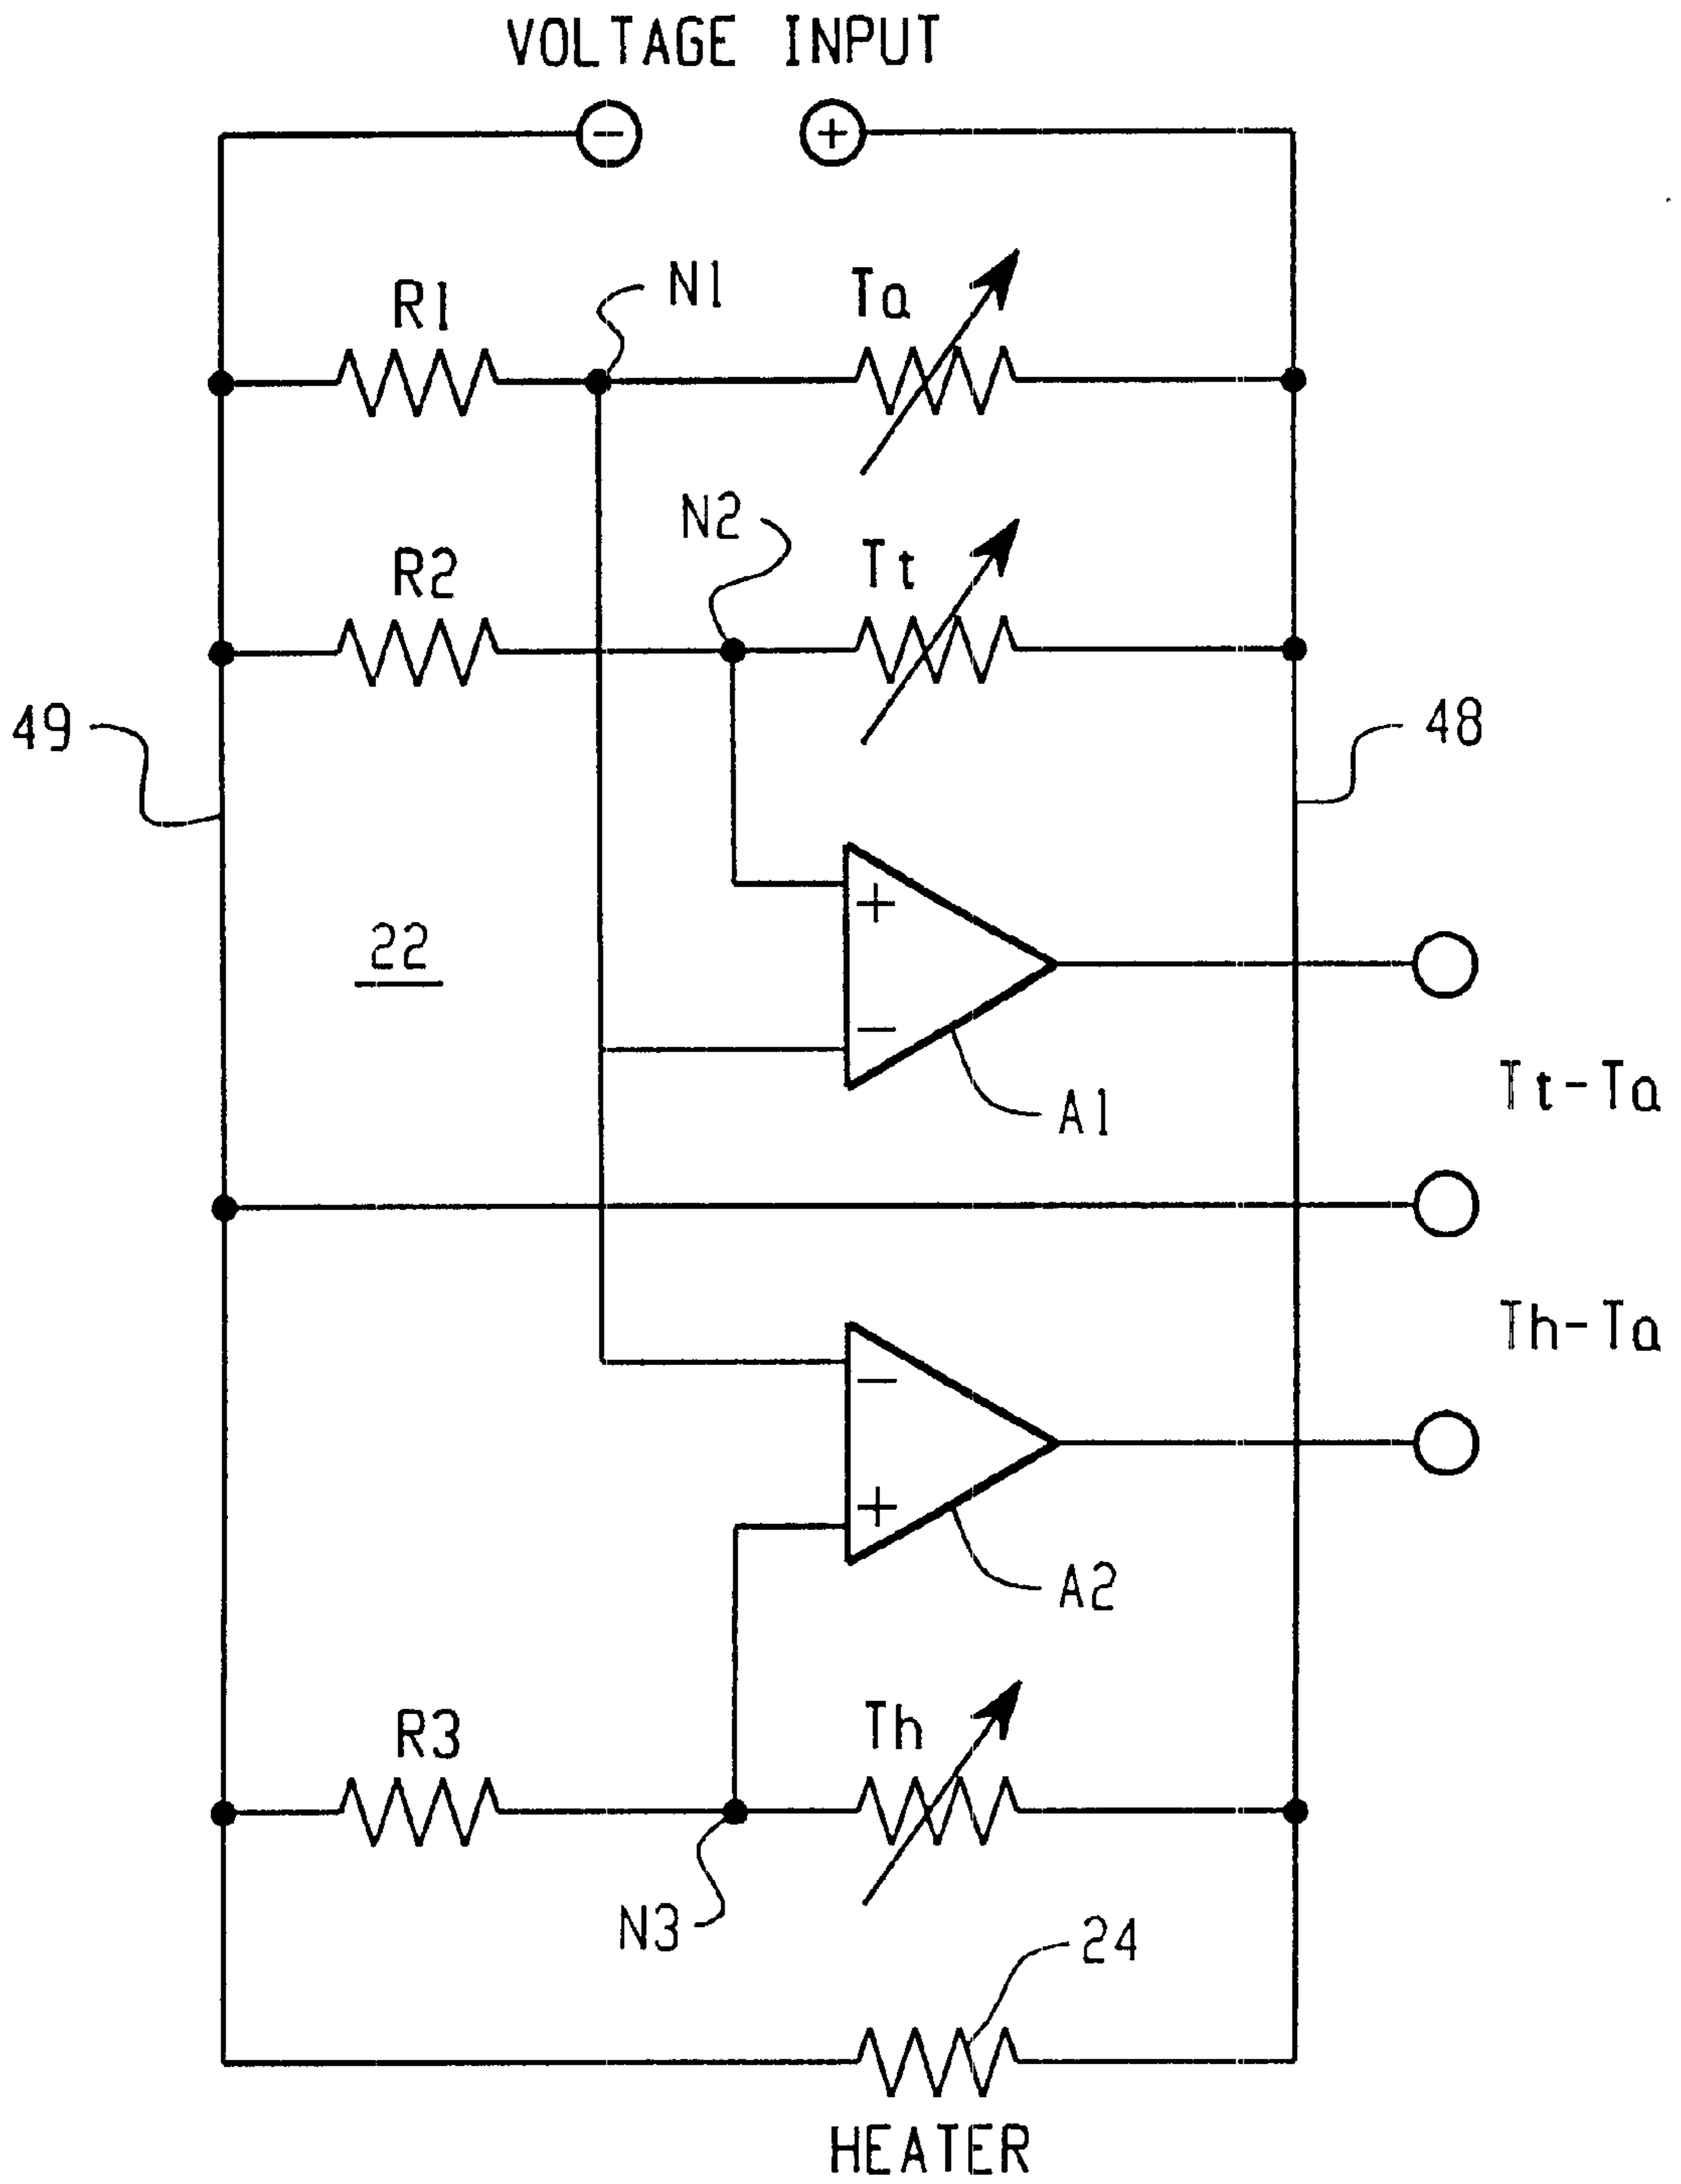 VOLTAGE INPUT
− +
R1
N1
Ta
R2
N2
Tt
49
48
22
+
−
A1
Tt-Ta
Th-Ta
−
+
A2
R3
Th
N3
24
HEATER